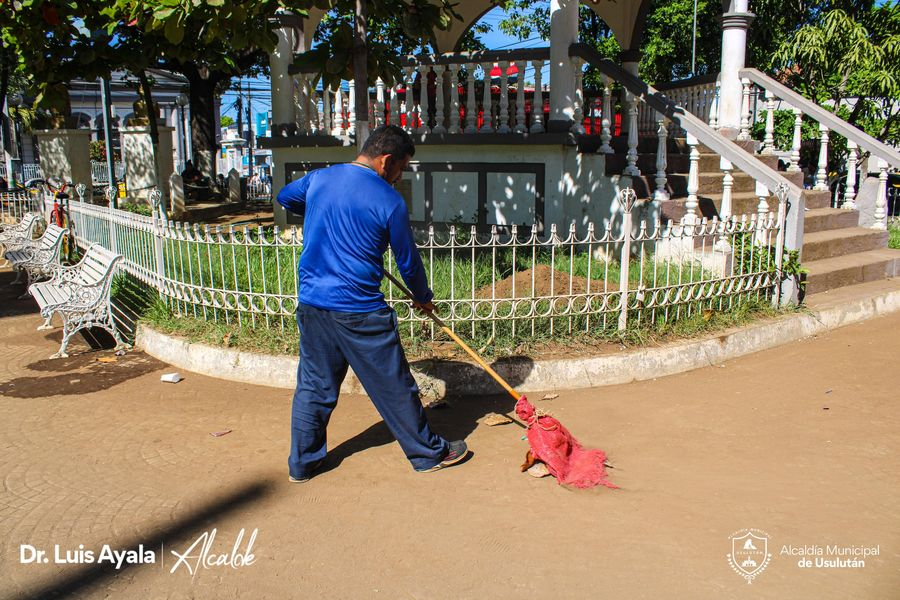 Dr. Luis Ayala | Alcalde
Alcaldía Municipal
de Usulután